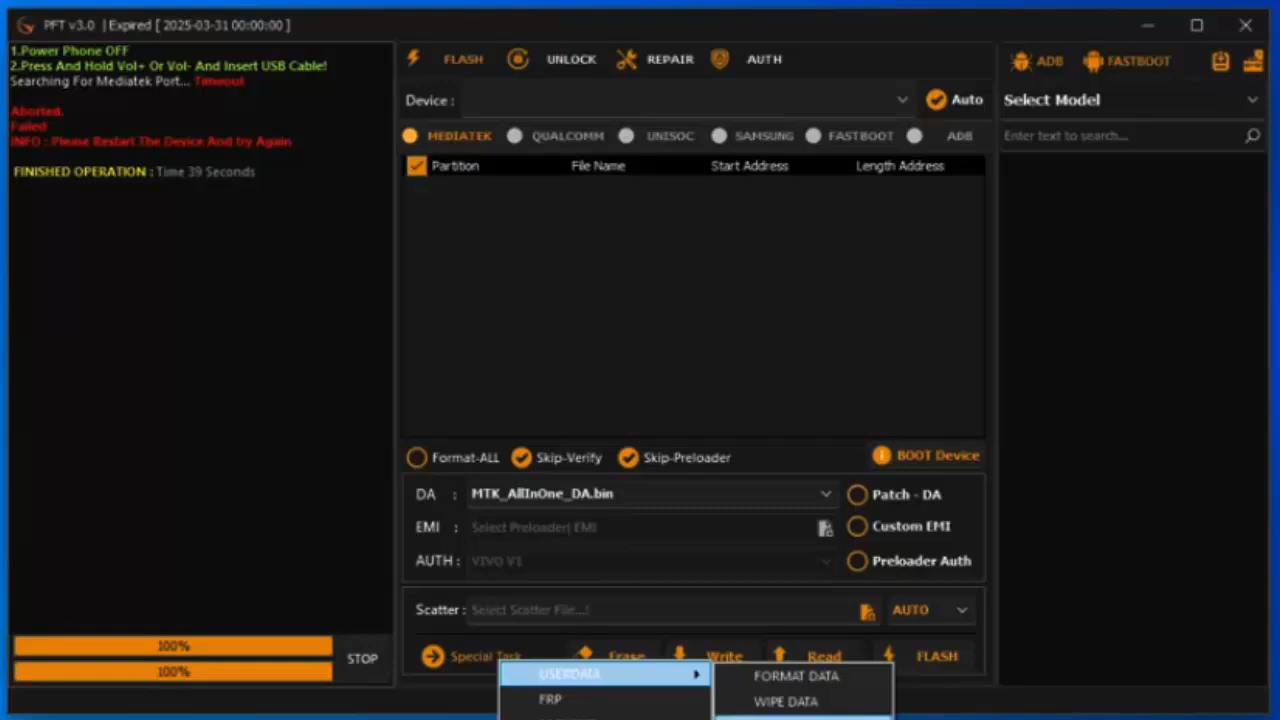 PFT v3.0 | Expired [ 2025-03-31 00:00:00 ]
1.Power Phone OFF
2.Press And Hold Vol+ Or Vol- And Insert USB Cable!
Searching For Mediatek Port... Timeout
Aborted.
Failed
INFO : Please Restart The Device And try Again
FINISHED OPERATION : Time 39 Seconds
100%
100%
STOP
FLASH UNLOCK REPAIR AUTH
Device : Auto
MEDIATEK QUALCOMM UNISOC SAMSUNG FASTBOOT ADB
Partition File Name Start Address Length Address
Format-ALL Skip-Verify Skip-Preloader BOOT Device
DA : MTK_AllInOne_DA.bin Patch - DA
EMI : Select Preloader| EMI Custom EMI
AUTH : VIVO V1 Preloader Auth
Scatter : Select Scatter File...! AUTO
Special Task Erase Write Read FLASH
USERDATA
FRP
FORMAT DATA
WIPE DATA
ADB FASTBOOT
Select Model
Enter text to search...